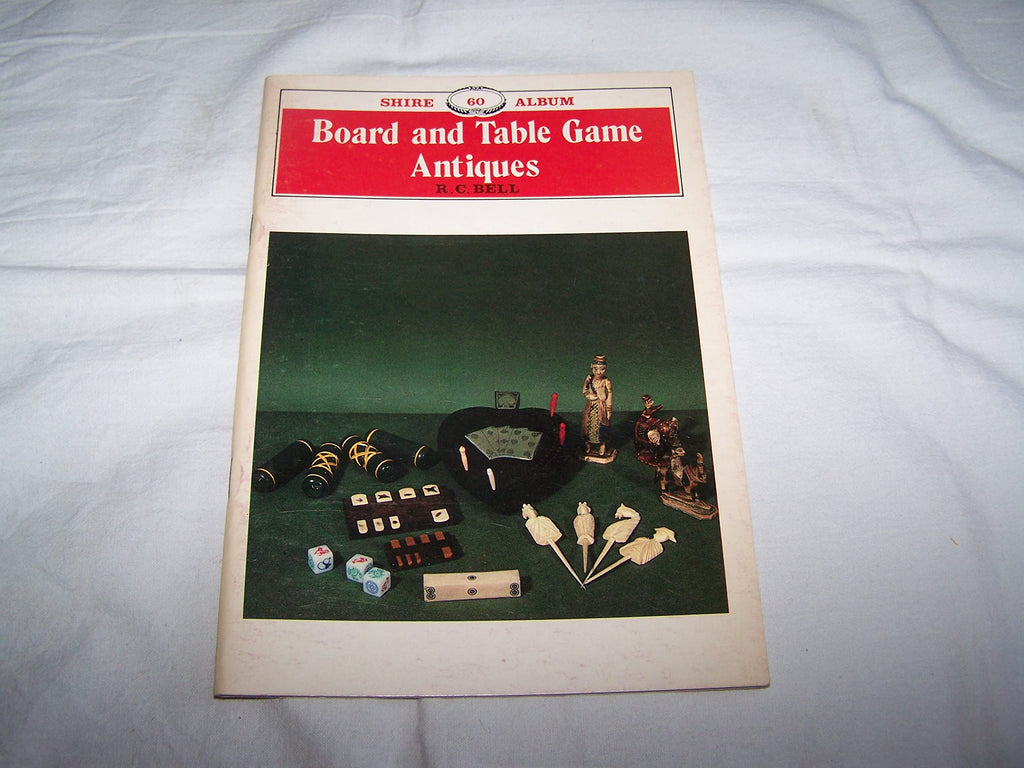 SHIRE 60 ALBUM
Board and Table Game
Antiques
R. C. BELL